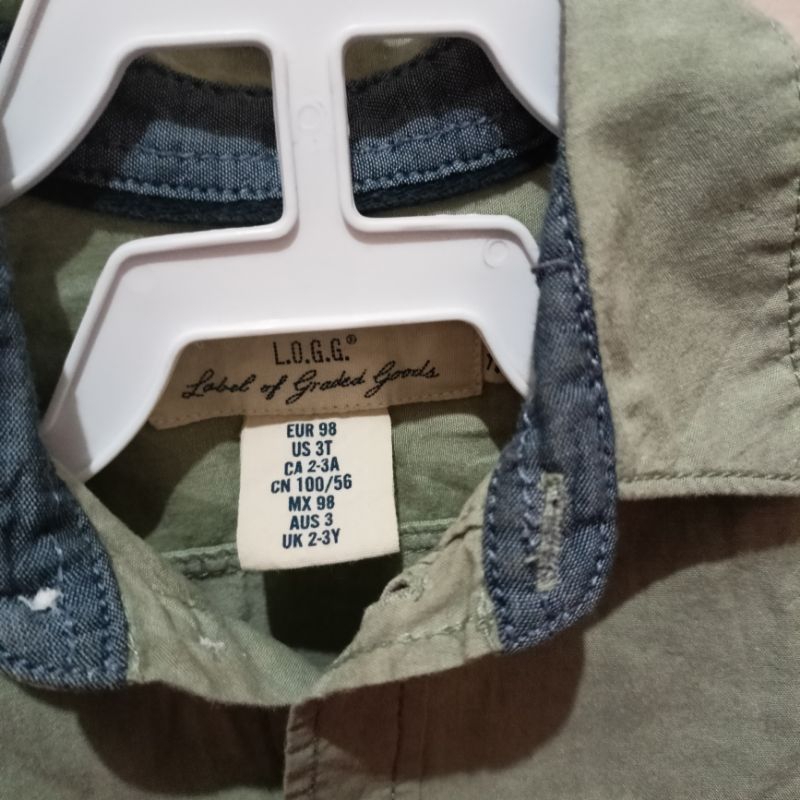 L.O.G.G.®
Label of Graded Goods
EUR 98
US 3T
CA 2-3A
CN 100/56
MX 98
AUS 3
UK 2-3Y